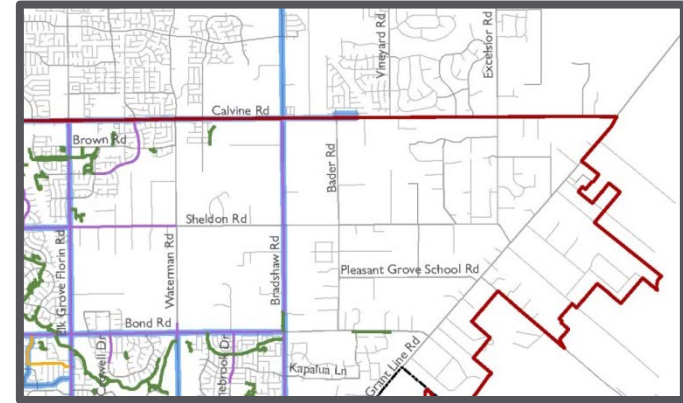 Vineyard Rd
Excelsior Rd
Calvine Rd
Brown Rd
Bader Rd
Sheldon Rd
Elk Grove Florin Rd
Waterman Rd
Bradshaw Rd
Pleasant Grove School Rd
Bond Rd
Kapalua Ln
Grant Line Rd